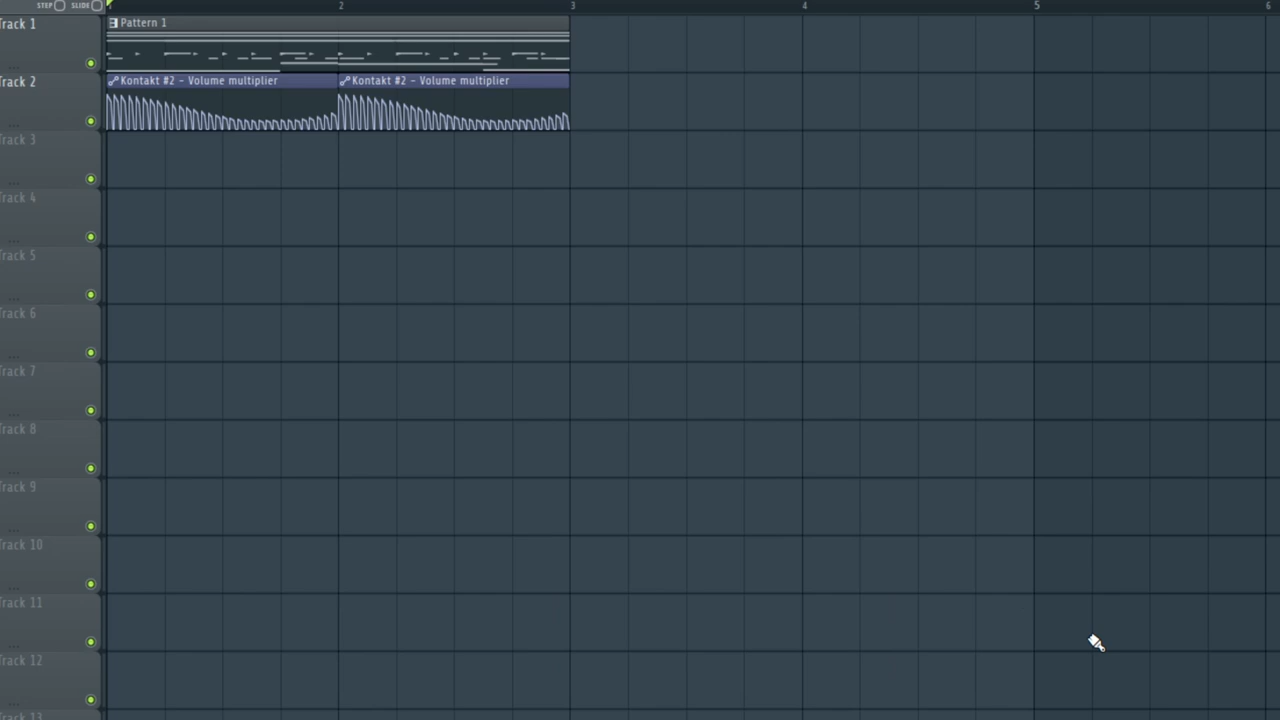 STEP SLIDE 2 3 4 5 6
Track 1 Pattern 1
...
Track 2 Kontakt #2 - Volume multiplier Kontakt #2 - Volume multiplier
...
Track 3
...
Track 4
...
Track 5
...
Track 6
...
Track 7
...
Track 8
...
Track 9
...
Track 10
...
Track 11
...
Track 12
...
Track 13